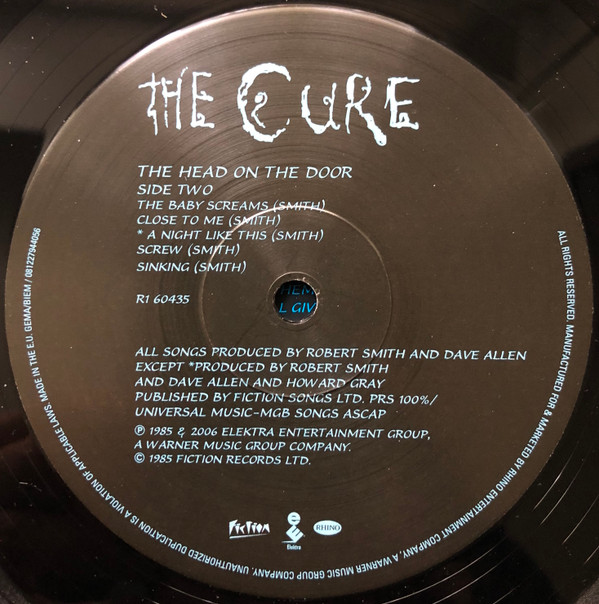 THE CURE
THE HEAD ON THE DOOR
SIDE TWO
THE BABY SCREAMS (SMITH)
CLOSE TO ME (SMITH)
* A NIGHT LIKE THIS (SMITH)
SCREW (SMITH)
SINKING (SMITH)
R1 60435
HEM
L GIV
ALL SONGS PRODUCED BY ROBERT SMITH AND DAVE ALLEN
EXCEPT *PRODUCED BY ROBERT SMITH
AND DAVE ALLEN AND HOWARD GRAY
PUBLISHED BY FICTION SONGS LTD. PRS 100%/
UNIVERSAL MUSIC-MGB SONGS ASCAP
℗ 1985 & 2006 ELEKTRA ENTERTAINMENT GROUP,
A WARNER MUSIC GROUP COMPANY.
© 1985 FICTION RECORDS LTD.
Fiction
e
Elektra
RHINO
ALL RIGHTS RESERVED. MANUFACTURED FOR & MARKETED BY RHINO ENTERTAINMENT COMPANY, A WARNER MUSIC GROUP COMPANY. UNAUTHORIZED DUPLICATION IS A VIOLATION OF APPLICABLE LAWS. MADE IN THE E.U. GEMA/BIEM / 081227944056